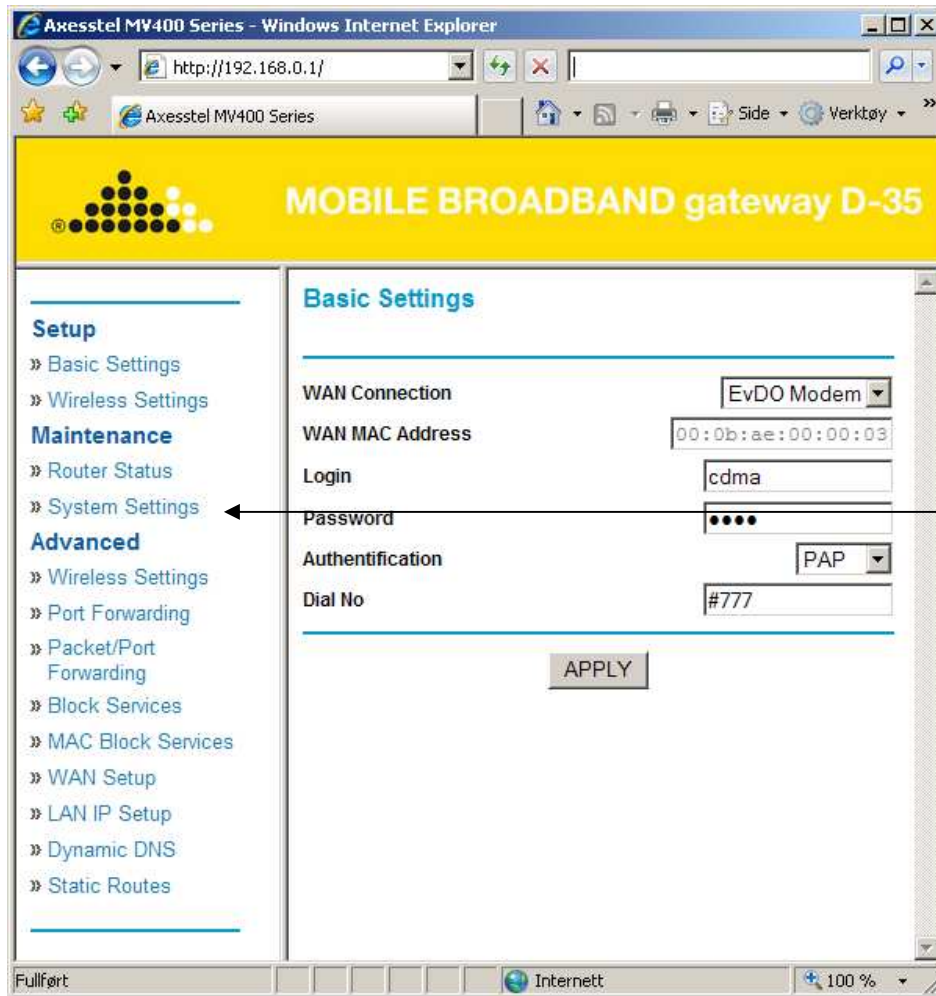 Axesstel MV400 Series - Windows Internet Explorer
http://192.168.0.1/
Axesstel MV400 Series
Side
Verktøy
»
®
MOBILE BROADBAND gateway D-35
Setup
» Basic Settings
» Wireless Settings
Maintenance
» Router Status
» System Settings
Advanced
» Wireless Settings
» Port Forwarding
» Packet/Port
Forwarding
» Block Services
» MAC Block Services
» WAN Setup
» LAN IP Setup
» Dynamic DNS
» Static Routes
Basic Settings
WAN Connection EvDO Modem
WAN MAC Address 00:0b:ae:00:00:03
Login cdma
Password ●●●●
Authentification PAP
Dial No #777
APPLY
Fullført
Internett
100 %